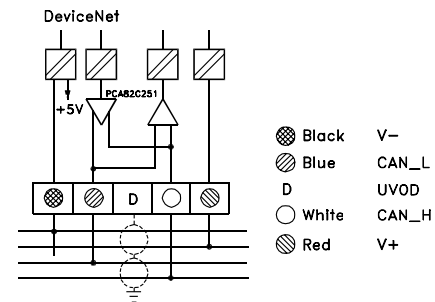 DeviceNet
PCA82C251
+5V
Black V-
Blue CAN_L
D UVOD
White CAN_H
Red V+
D